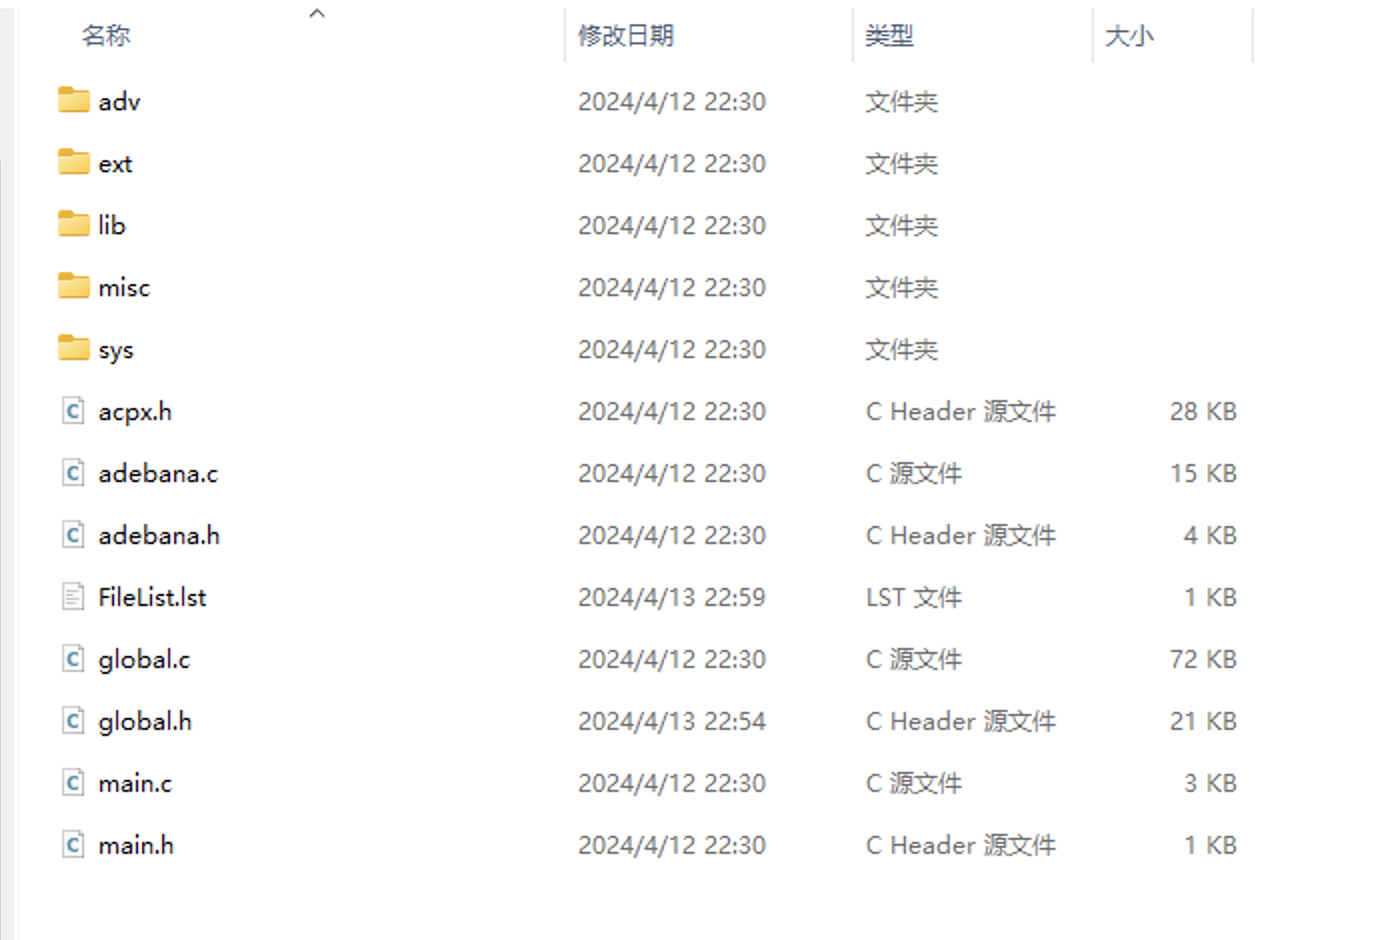 名称 修改日期 类型 大小
adv 2024/4/12 22:30 文件夹
ext 2024/4/12 22:30 文件夹
lib 2024/4/12 22:30 文件夹
misc 2024/4/12 22:30 文件夹
sys 2024/4/12 22:30 文件夹
acpx.h 2024/4/12 22:30 C Header 源文件 28 KB
adebana.c 2024/4/12 22:30 C 源文件 15 KB
adebana.h 2024/4/12 22:30 C Header 源文件 4 KB
FileList.lst 2024/4/13 22:59 LST 文件 1 KB
global.c 2024/4/12 22:30 C 源文件 72 KB
global.h 2024/4/13 22:54 C Header 源文件 21 KB
main.c 2024/4/12 22:30 C 源文件 3 KB
main.h 2024/4/12 22:30 C Header 源文件 1 KB